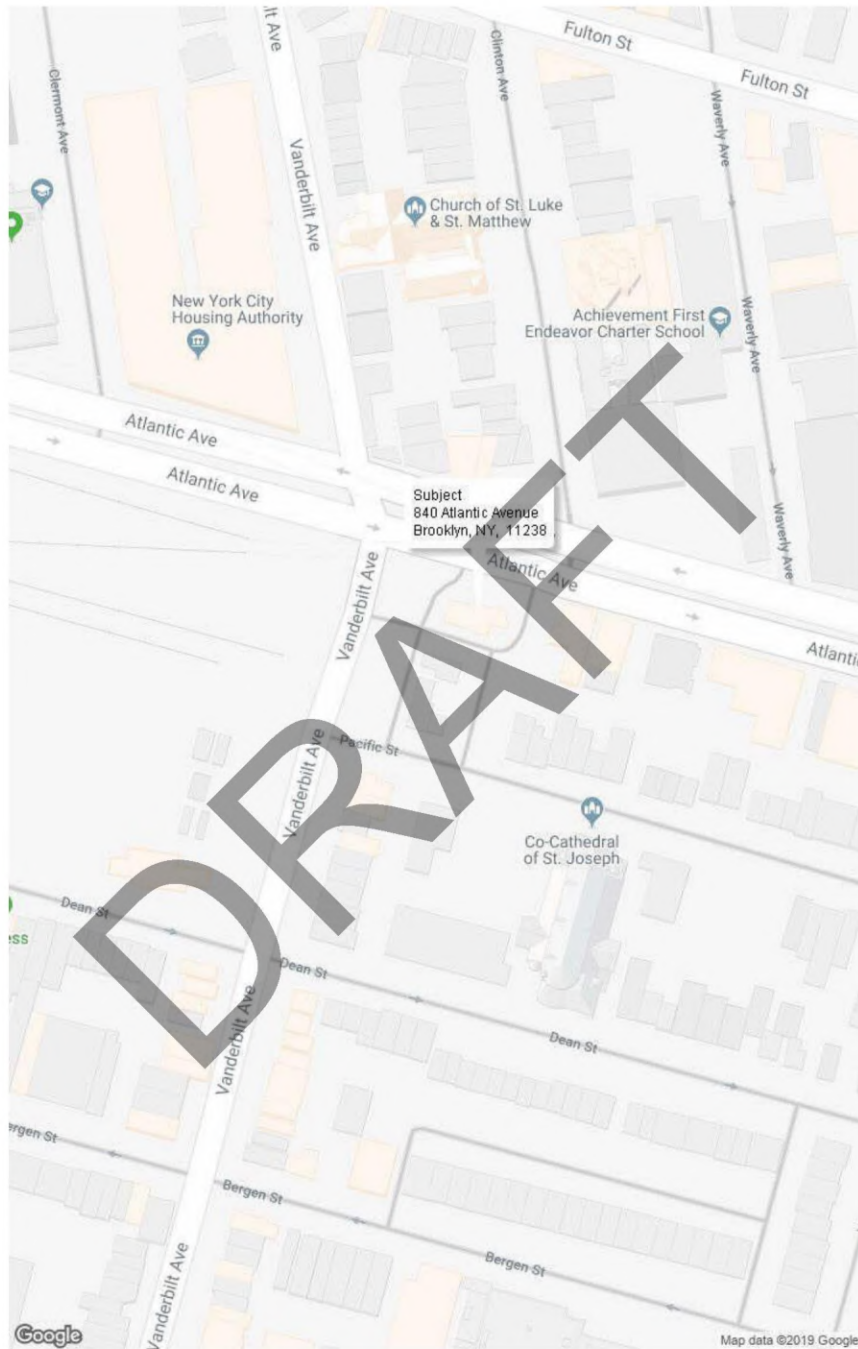 Fulton St
Fulton St
lt Ave
Clinton Ave
Clermont Ave
Waverly Ave
Vanderbilt Ave
Church of St. Luke
& St. Matthew
New York City
Housing Authority
Achievement First
Endeavor Charter School
Waverly Ave
Atlantic Ave
Atlantic Ave
Subject
840 Atlantic Avenue
Brooklyn, NY, 11238
Atlantic Ave
Waverly Ave
Vanderbilt Ave
Atlantic
DRAFT
Pacific St
Vanderbilt Ave
Co-Cathedral
of St. Joseph
Dean St
ess
Dean St
Vanderbilt Ave
Dean St
ergen St
Bergen St
Bergen St
Vanderbilt Ave
Google
Map data ©2019 Google